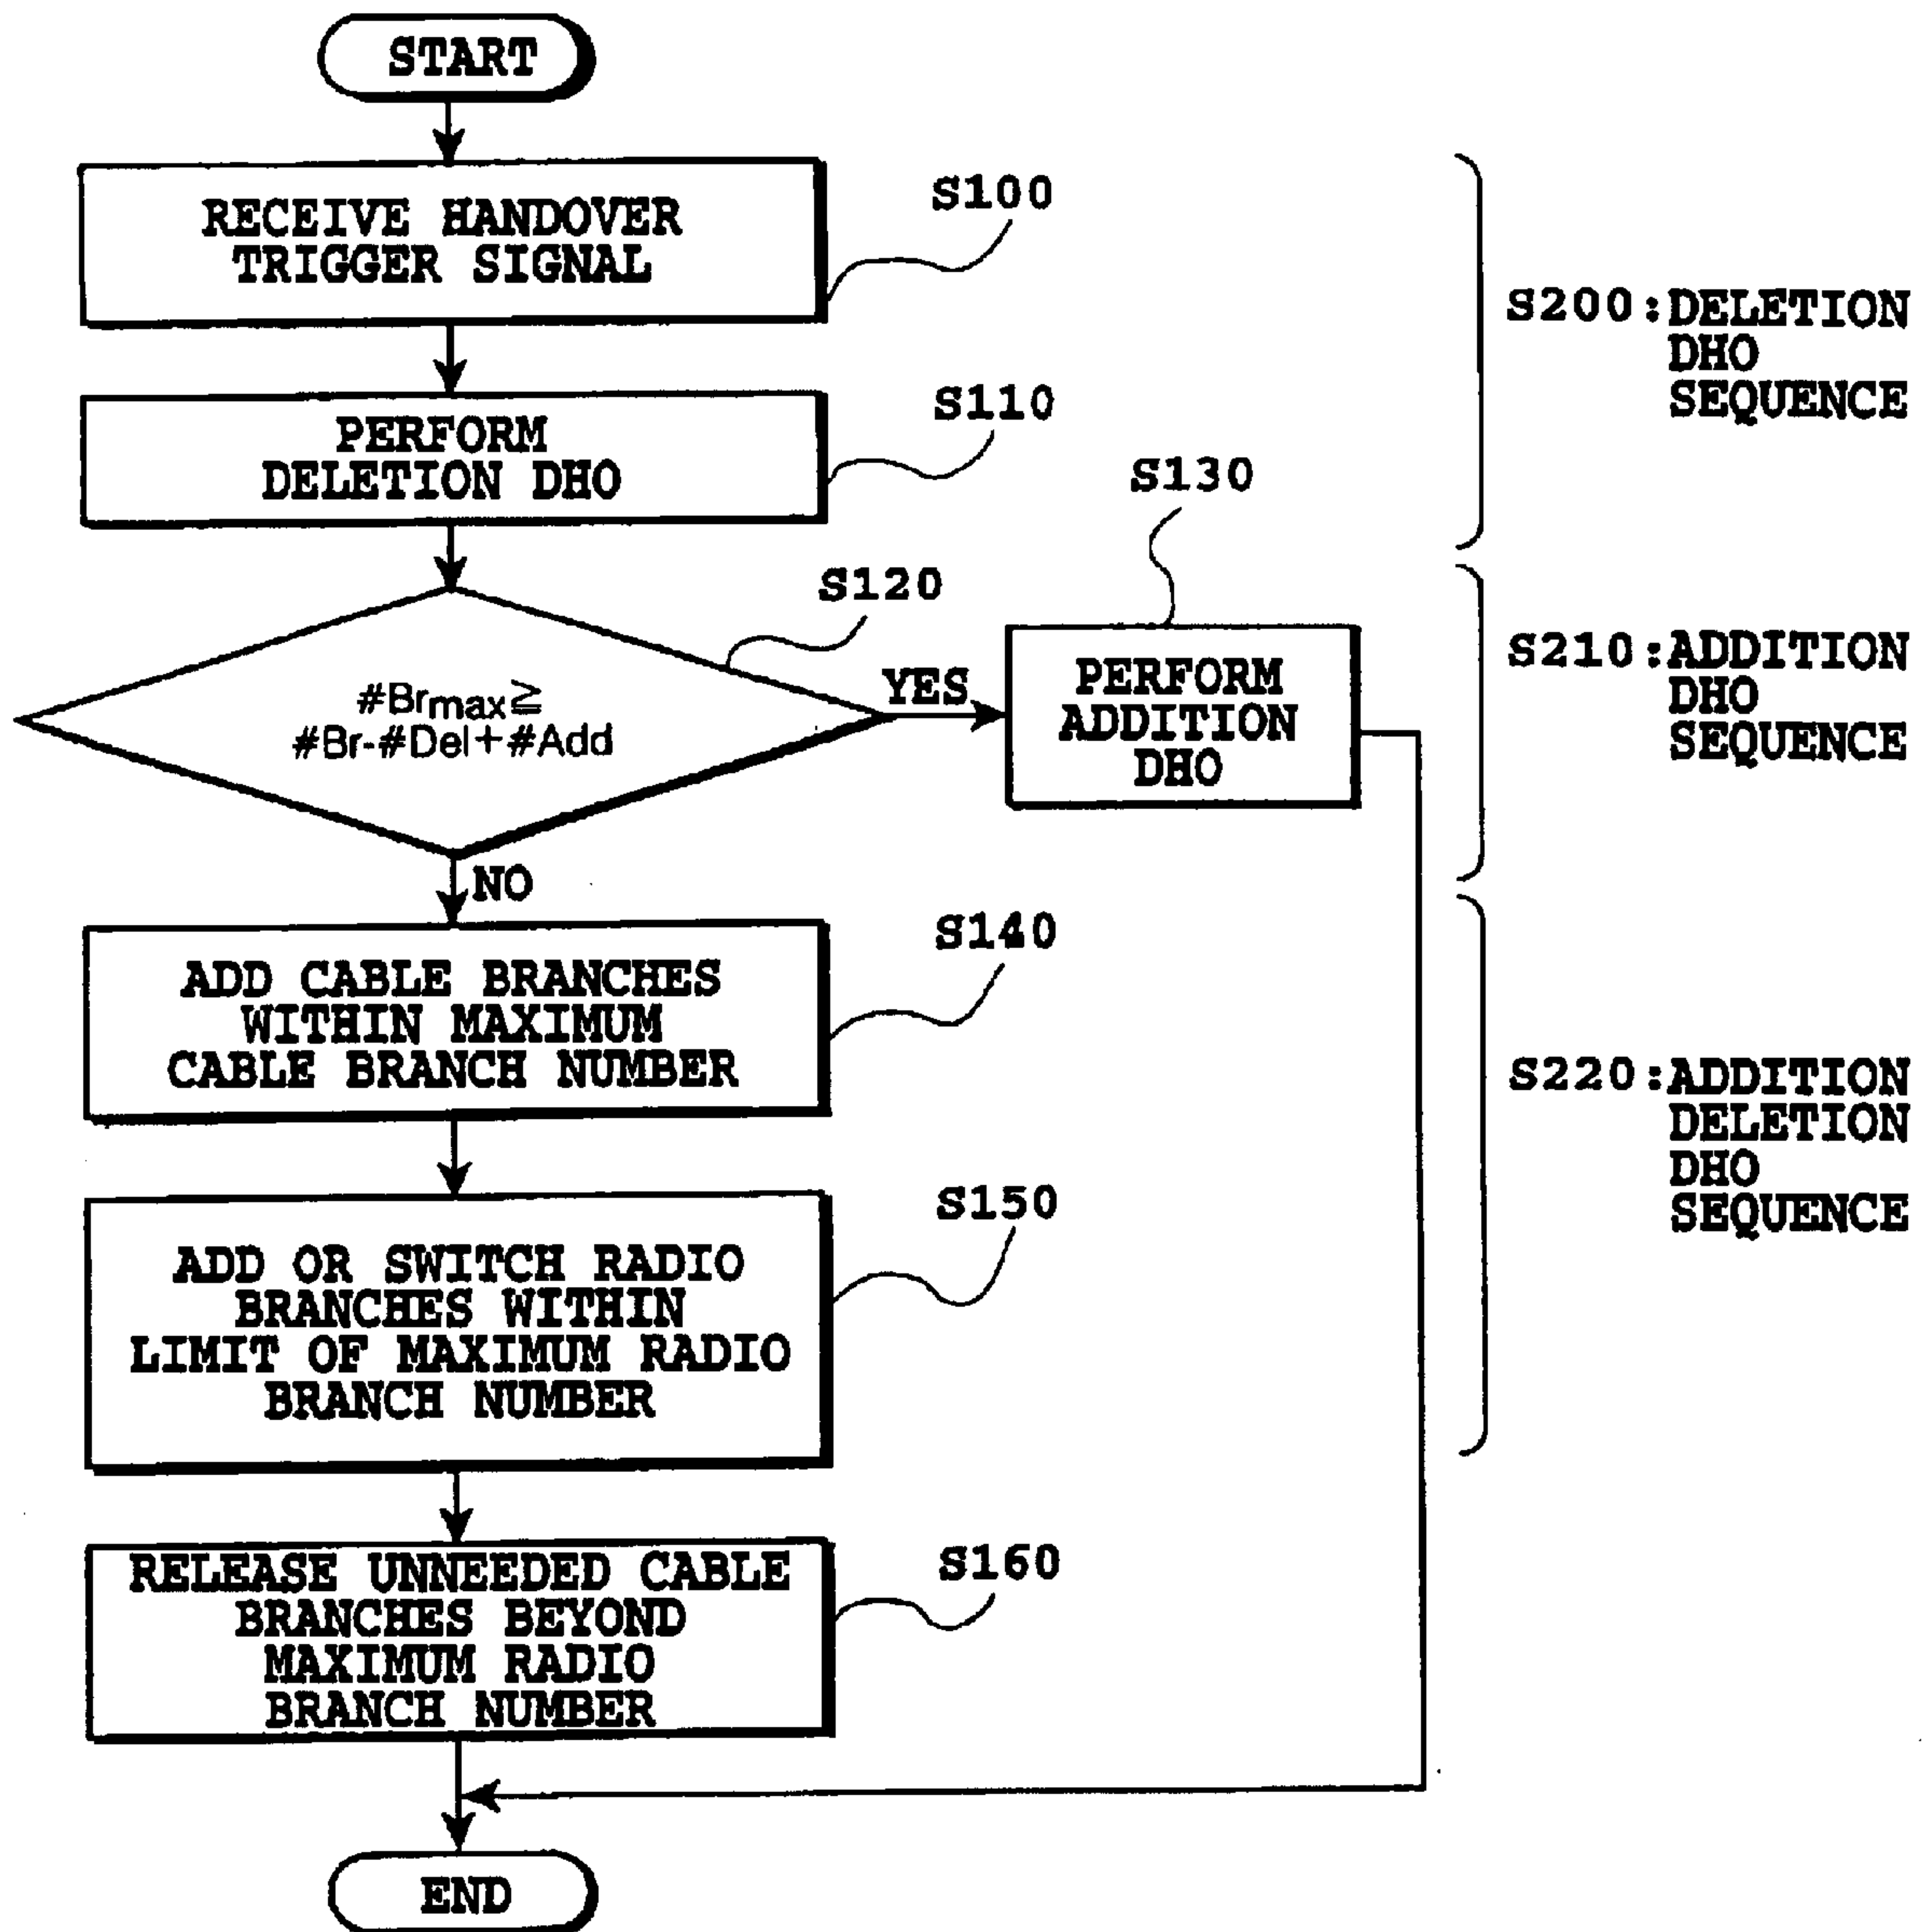 START
RECEIVE HANDOVER
TRIGGER SIGNAL
S100
PERFORM
DELETION DHO
S110
S200:DELETION
DHO
SEQUENCE
#Brmax≧
#Br-#Del+#Add
S120
YES
NO
PERFORM
ADDITION
DHO
S130
S210:ADDITION
DHO
SEQUENCE
ADD CABLE BRANCHES
WITHIN MAXIMUM
CABLE BRANCH NUMBER
S140
ADD OR SWITCH RADIO
BRANCHES WITHIN
LIMIT OF MAXIMUM RADIO
BRANCH NUMBER
S150
S220:ADDITION
DELETION
DHO
SEQUENCE
RELEASE UNNEEDED CABLE
BRANCHES BEYOND
MAXIMUM RADIO
BRANCH NUMBER
S160
END